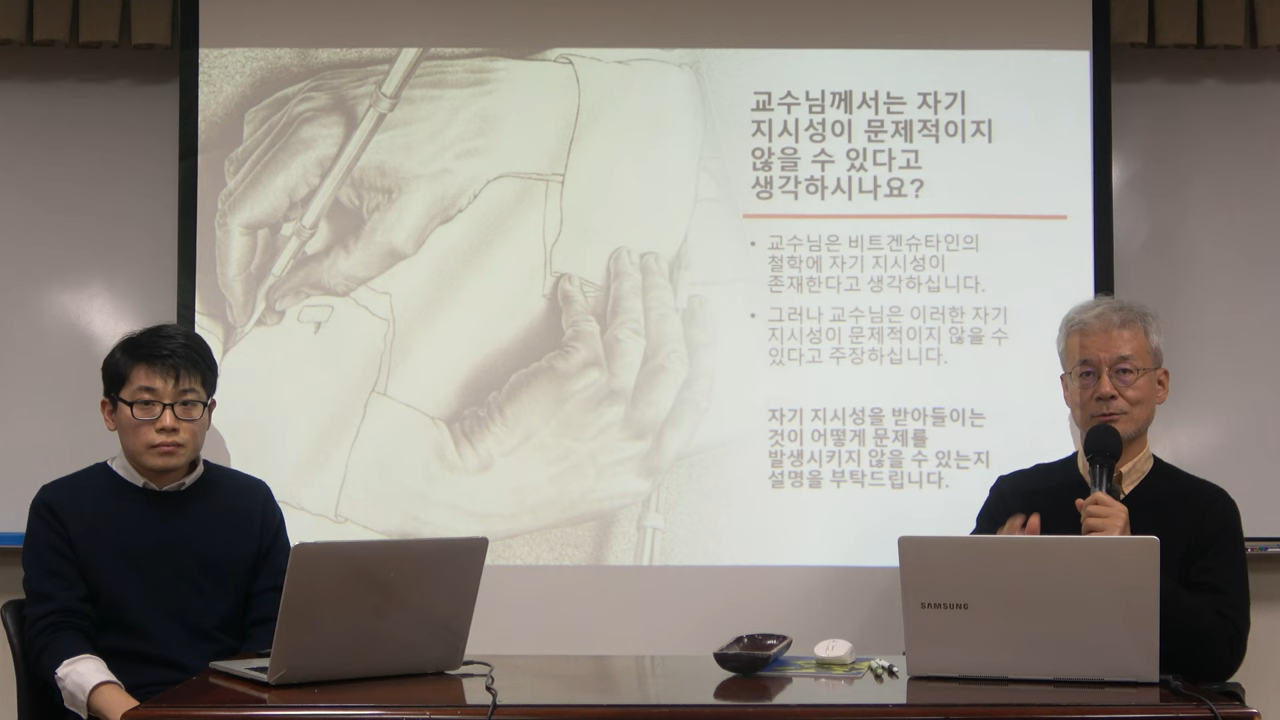 교수님께서는 자기
지시성이 문제적이지
않을 수 있다고
생각하시나요?
• 교수님은 비트겐슈타인의
철학에 자기 지시성이
존재한다고 생각하십니다.
• 그러나 교수님은 이러한 자기
지시성이 문제적이지 않을 수
있다고 주장하십니다.
자기 지시성을 받아들이는
것이 어떻게 문제를
발생시키지 않을 수 있는지
설명을 부탁드립니다.
SAMSUNG